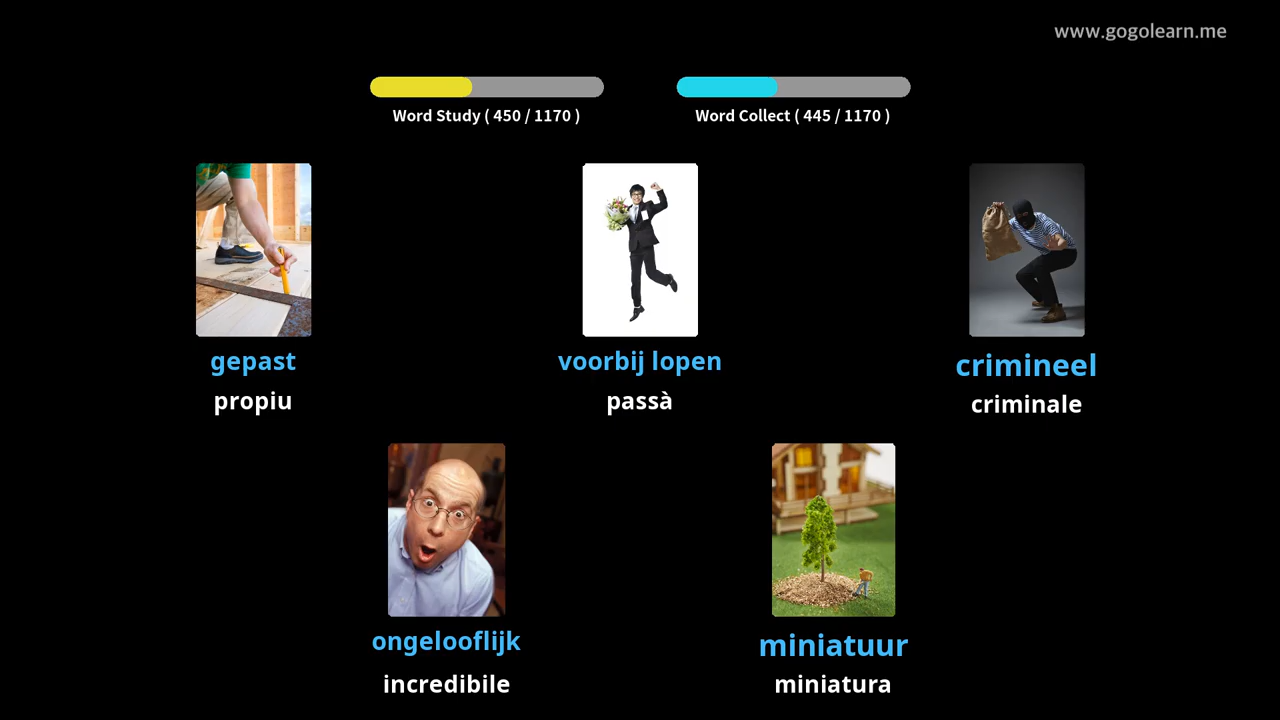 www.gogolearn.me
Word Study ( 450 / 1170 )
Word Collect ( 445 / 1170 )
gepast
voorbij lopen
crimineel
propiu
passà
criminale
ongelooflijk
miniatuur
incredibile
miniatura